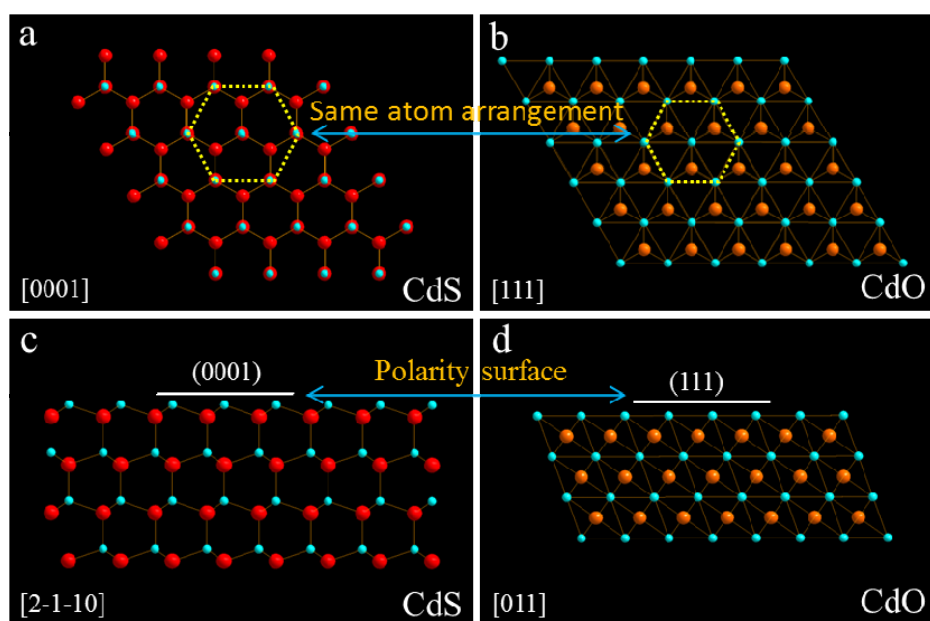 a
b
Same atom arrangement
[0001]
CdS
[111]
CdO
c
d
(0001)
Polarity surface
(111)
[2-1-10]
CdS
[011]
CdO